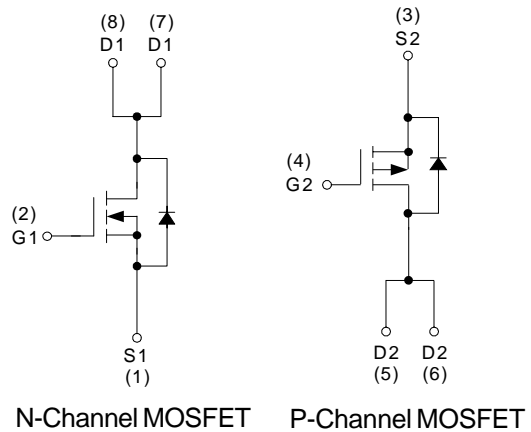 (8) (7)
D1 D1
(2)
G1
S1
(1)
N-Channel MOSFET
(3)
S2
(4)
G2
D2 D2
(5) (6)
P-Channel MOSFET